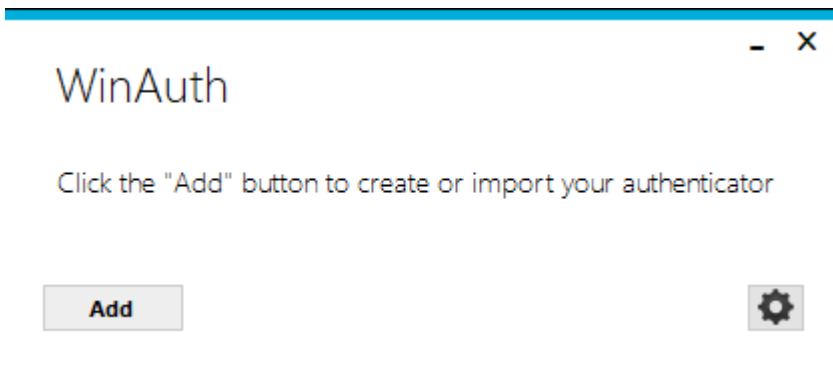 WinAuth
Click the "Add" button to create or import your authenticator
Add